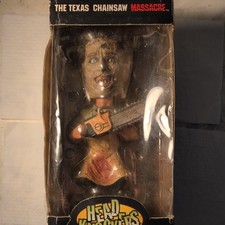 THE TEXAS CHAINSAW MASSACRE
HEAD
KNOCKERS